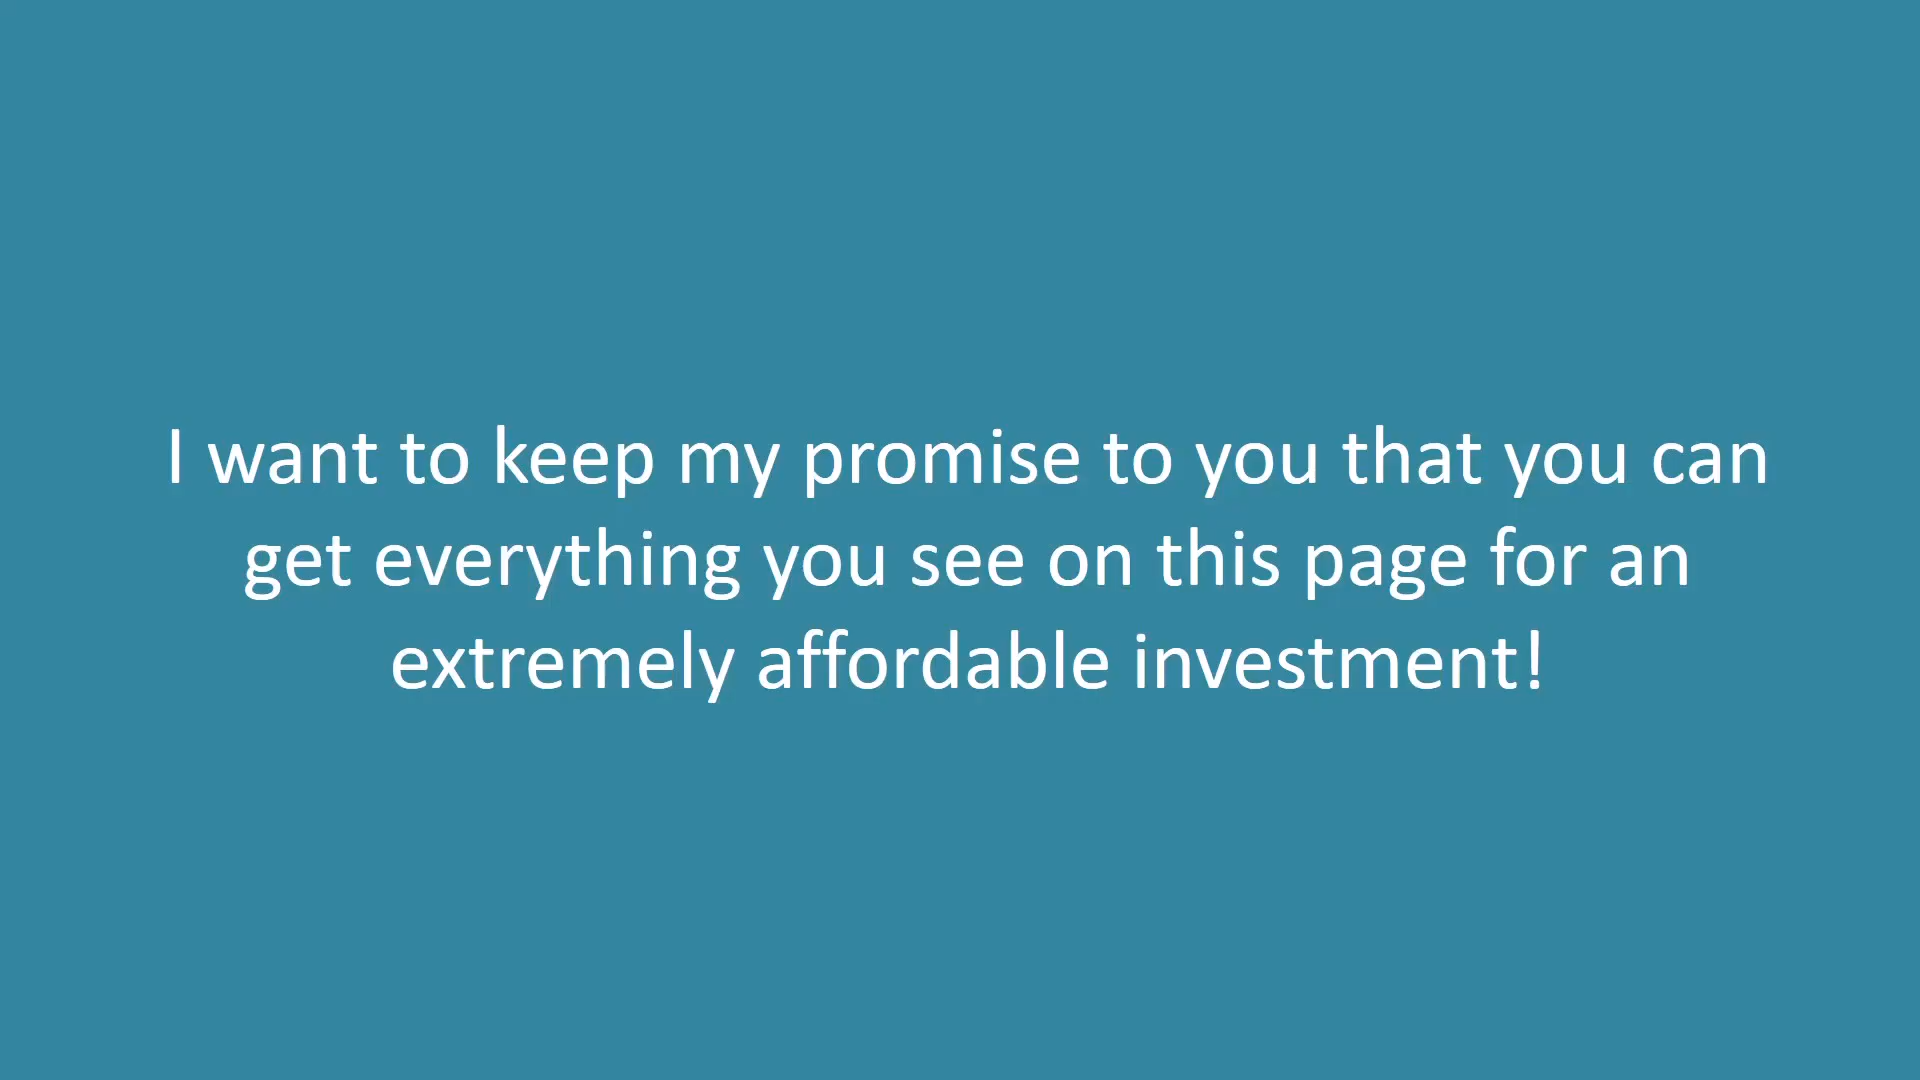 I want to keep my promise to you that you can
get everything you see on this page for an
extremely affordable investment!